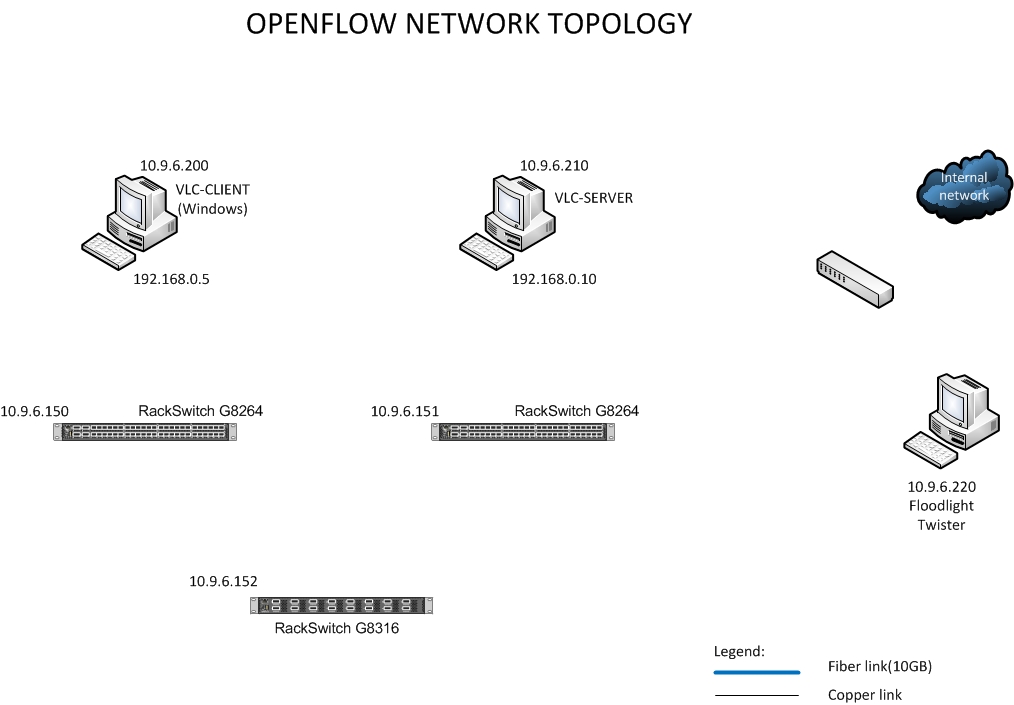 OPENFLOW NETWORK TOPOLOGY
10.9.6.200
VLC-CLIENT
(Windows)
192.168.0.5
10.9.6.210
VLC-SERVER
192.168.0.10
Internal
network
10.9.6.150
RackSwitch G8264
10.9.6.151
RackSwitch G8264
10.9.6.220
Floodlight
Twister
10.9.6.152
RackSwitch G8316
Legend:
Fiber link(10GB)
Copper link